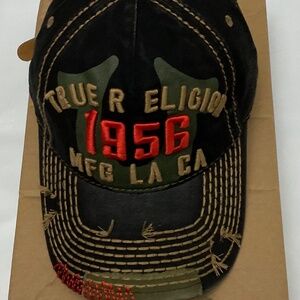 TRUE R ELIGION
1956
MFG LA CA